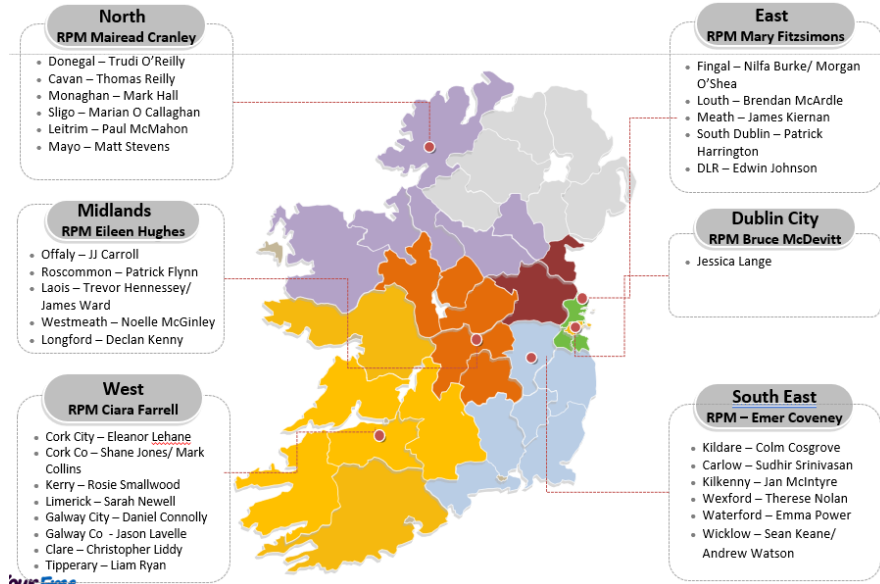 North
RPM Mairead Cranley
Donegal – Trudi O'Reilly
Cavan – Thomas Reilly
Monaghan – Mark Hall
Sligo – Marian O Callaghan
Leitrim – Paul McMahon
Mayo – Matt Stevens
Midlands
RPM Eileen Hughes
Offaly – JJ Carroll
Roscommon – Patrick Flynn
Laois – Trevor Hennessey/
James Ward
Westmeath – Noelle McGinley
Longford – Declan Kenny
West
RPM Ciara Farrell
Cork City – Eleanor Lehane
Cork Co – Shane Jones/ Mark
Collins
Kerry – Rosie Smallwood
Limerick – Sarah Newell
Galway City – Daniel Connolly
Galway Co - Jason Lavelle
Clare – Christopher Liddy
Tipperary – Liam Ryan
East
RPM Mary Fitzsimons
Fingal – Nilfa Burke/ Morgan
O'Shea
Louth – Brendan McArdle
Meath – James Kiernan
South Dublin – Patrick
Harrington
DLR – Edwin Johnson
Dublin City
RPM Bruce McDevitt
Jessica Lange
South East
RPM – Emer Coveney
Kildare – Colm Cosgrove
Carlow – Sudhir Srinivasan
Kilkenny – Jan McIntyre
Wexford – Therese Nolan
Waterford – Emma Power
Wicklow – Sean Keane/
Andrew Watson